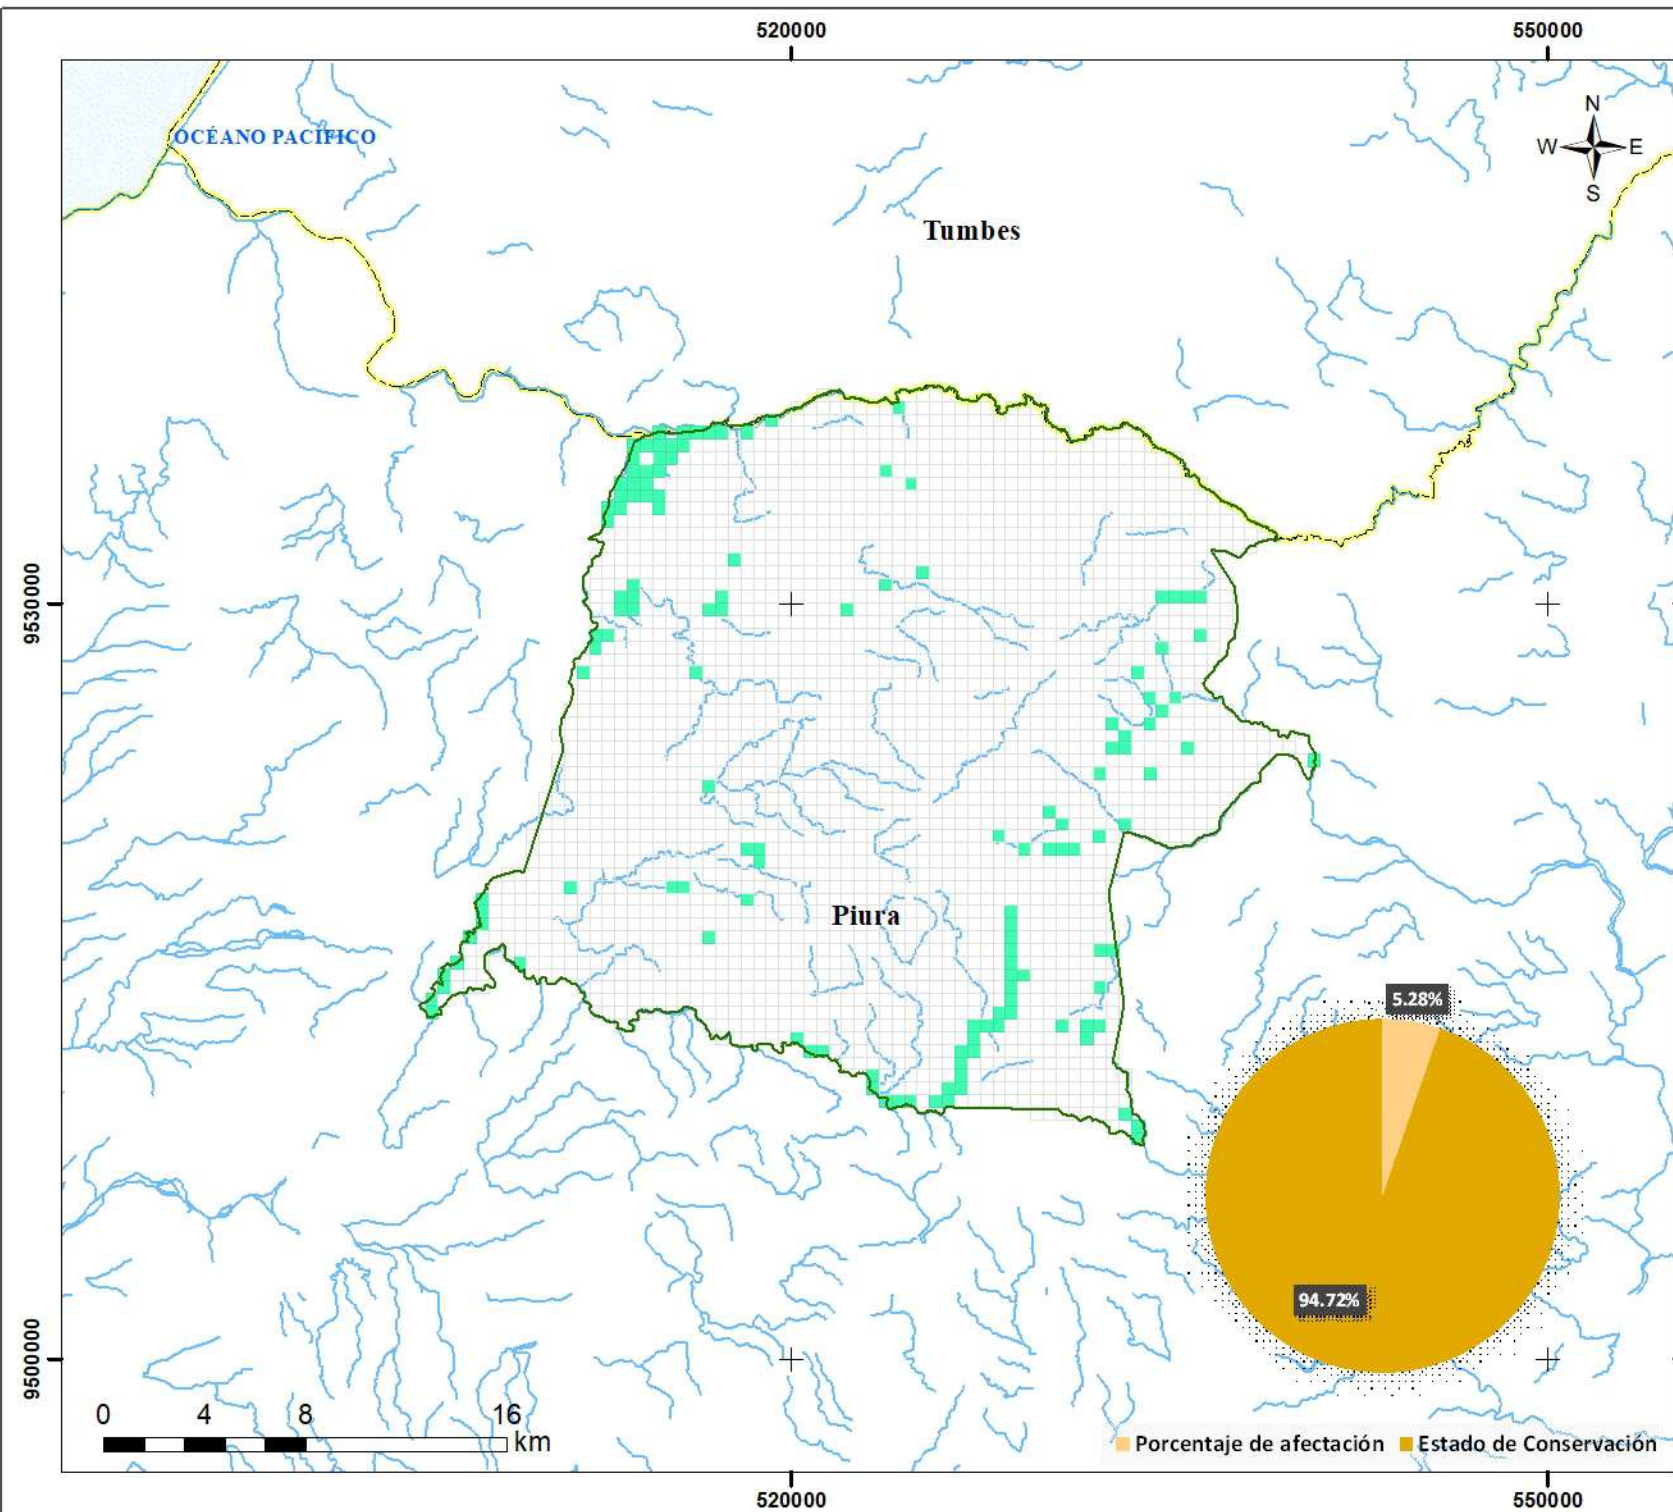 520000
550000
N
W
E
S
OCÉANO PACÍFICO
Tumbes
9530000
Piura
5.28%
94.72%
9500000
0 4 8 16
km
Porcentaje de afectación
Estado de Conservación
520000
550000